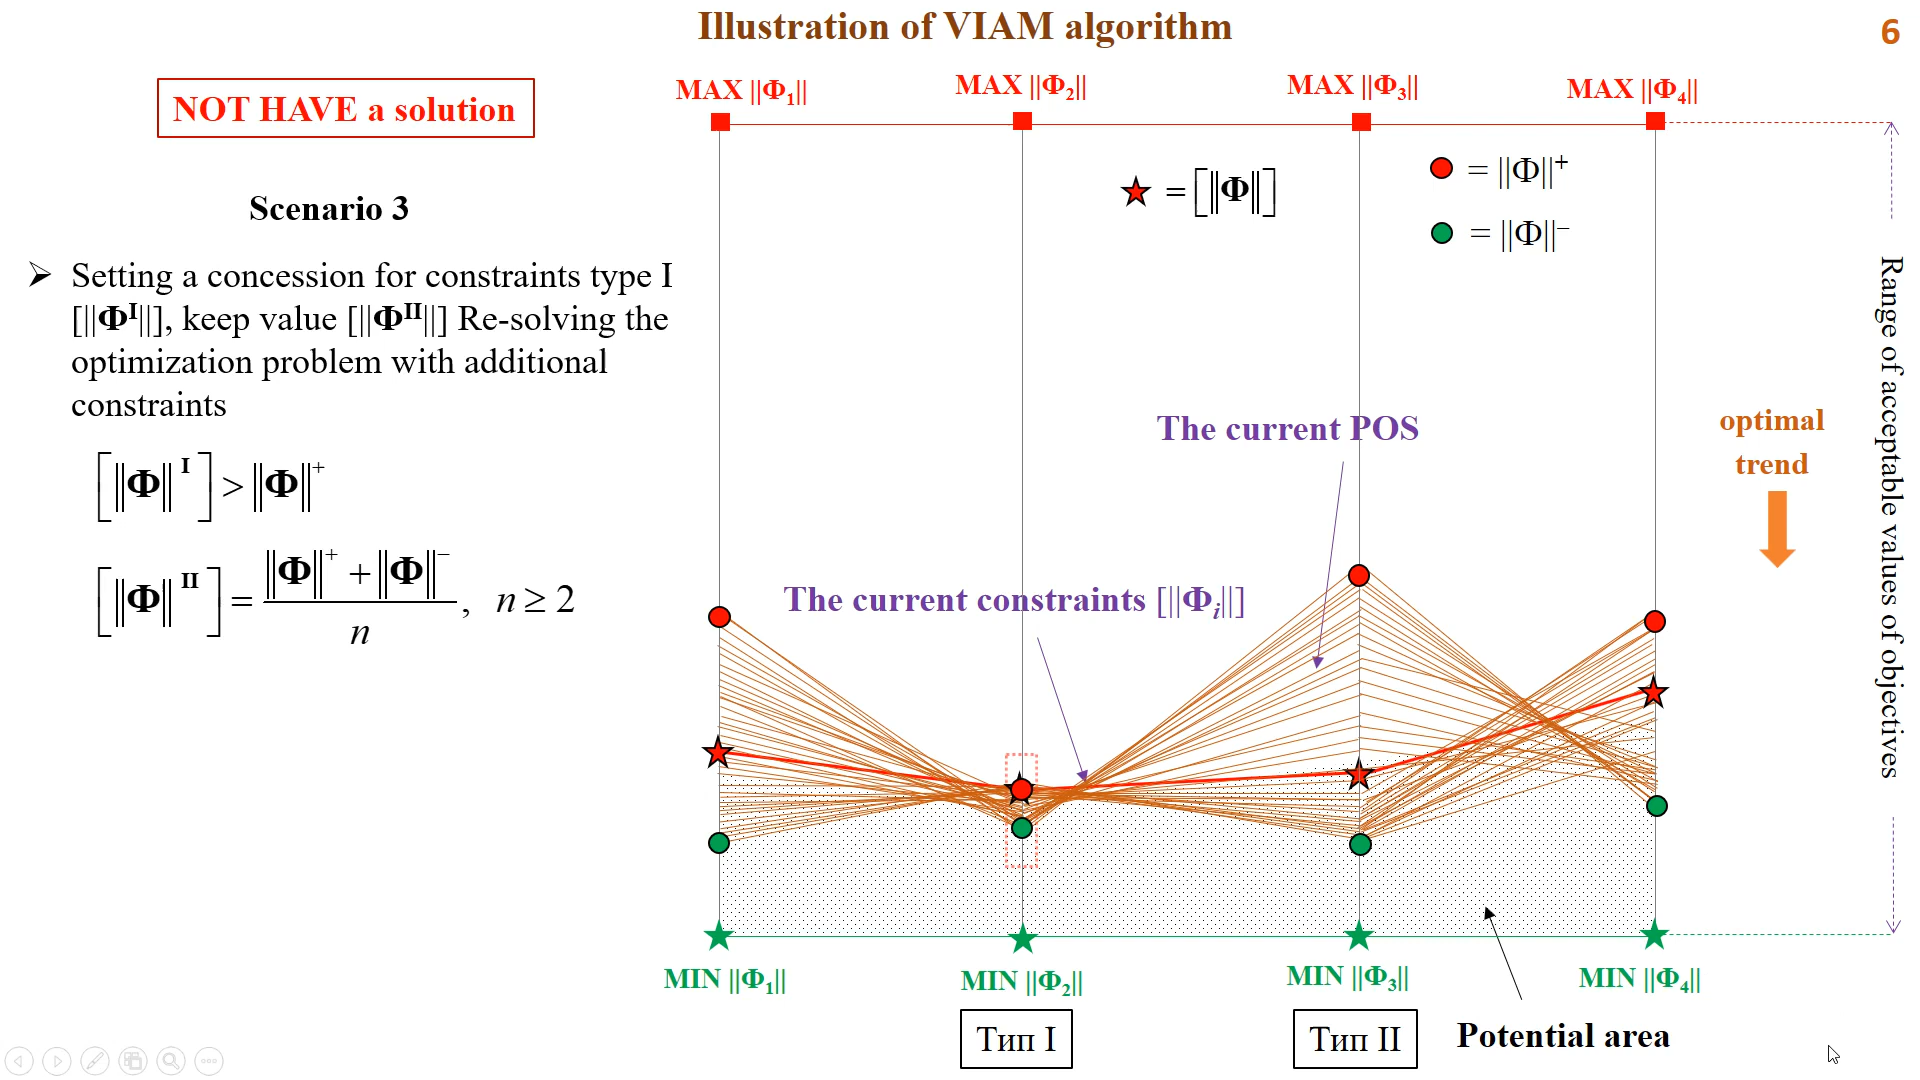 Illustration of VIAM algorithm
6
NOT HAVE a solution
Scenario 3
➢ Setting a concession for constraints type I
[||Φᴵ||], keep value [||Φᴵᴵ||] Re-solving the
optimization problem with additional
constraints
[‖Φ‖ ᴵ] > ‖Φ‖⁺
[‖Φ‖ ᴵᴵ] = (‖Φ‖⁺ + ‖Φ‖⁻) / n, n ≥ 2
MAX ||Φ₁||
MAX ||Φ₂||
MAX ||Φ₃||
MAX ||Φ₄||
= [‖Φ‖]
= ||Φ||⁺
= ||Φ||⁻
The current POS
The current constraints [||Φᵢ||]
optimal
trend
Range of acceptable values of objectives
MIN ||Φ₁||
MIN ||Φ₂||
MIN ||Φ₃||
MIN ||Φ₄||
Тип I
Тип II
Potential area